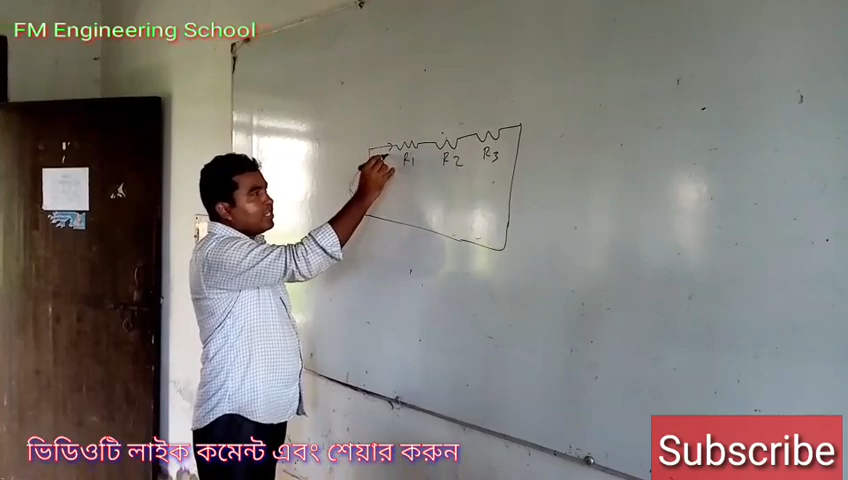 FM Engineering School
R1 R2 R3
ভিডিওটি লাইক কমেন্ট এবং শেয়ার করুন
Subscribe